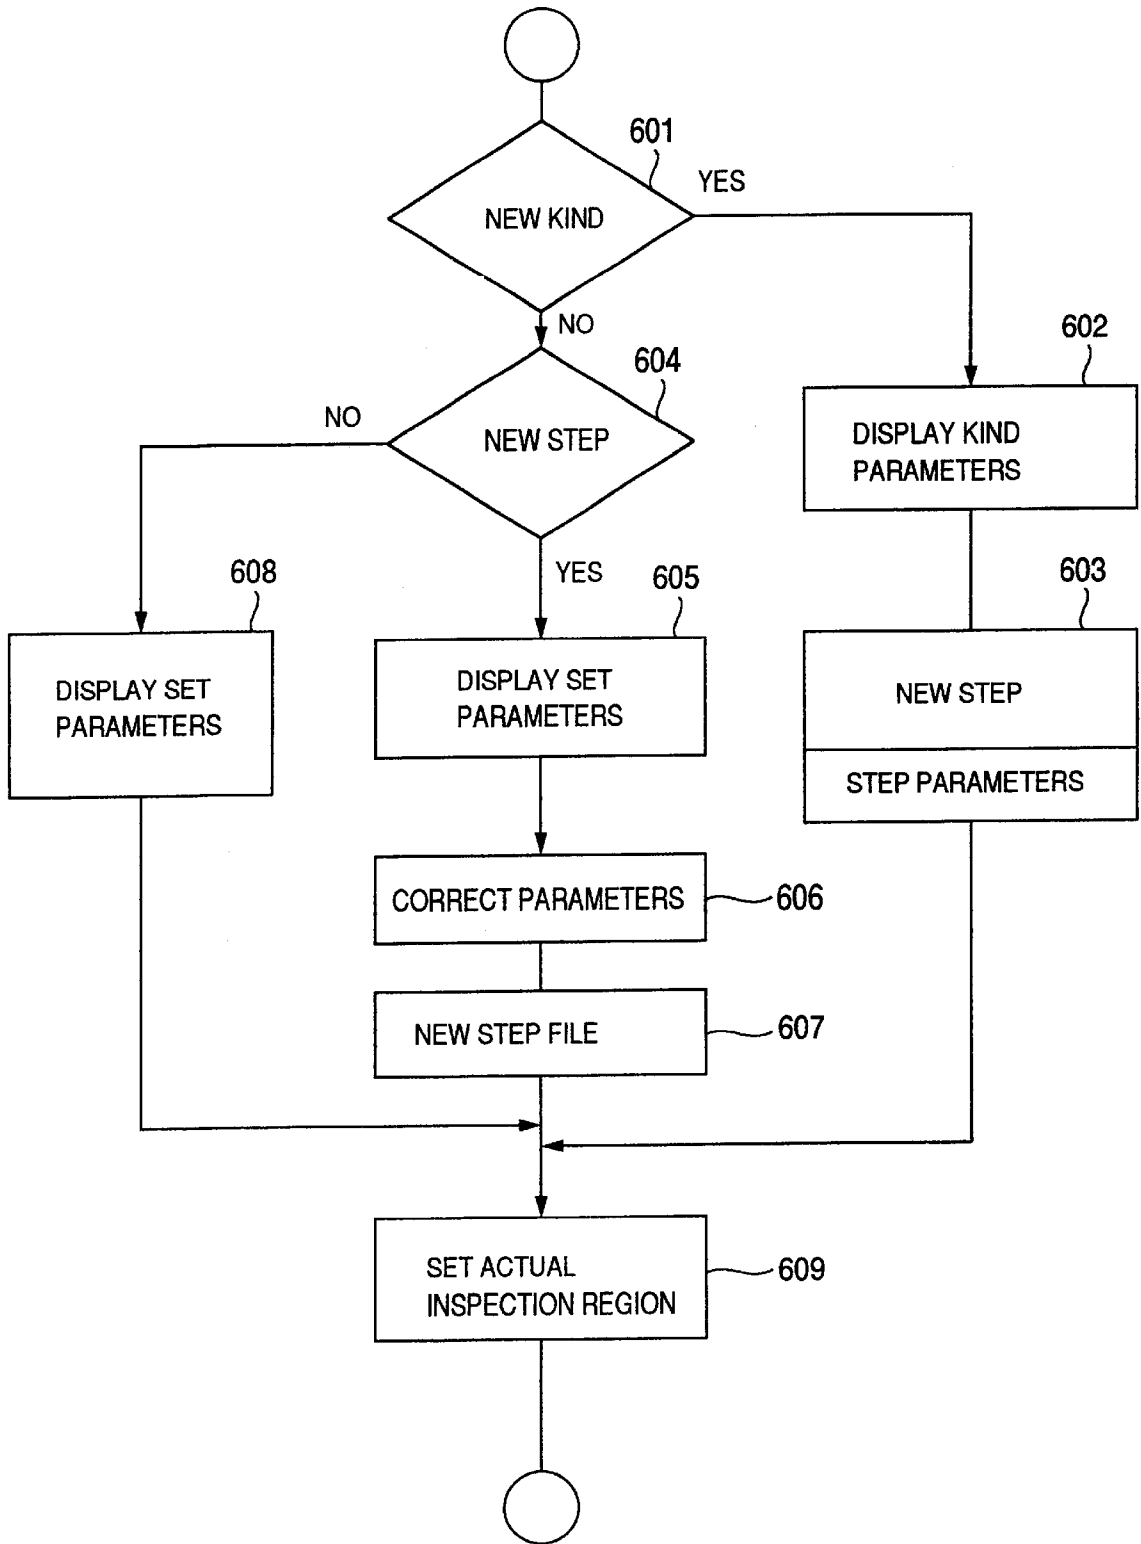 601
YES
NEW KIND
NO
602
604
NO
NEW STEP
DISPLAY KIND
PARAMETERS
608
YES
605
603
DISPLAY SET
PARAMETERS
DISPLAY SET
PARAMETERS
NEW STEP
STEP PARAMETERS
CORRECT PARAMETERS
606
NEW STEP FILE
607
SET ACTUAL
INSPECTION REGION
609